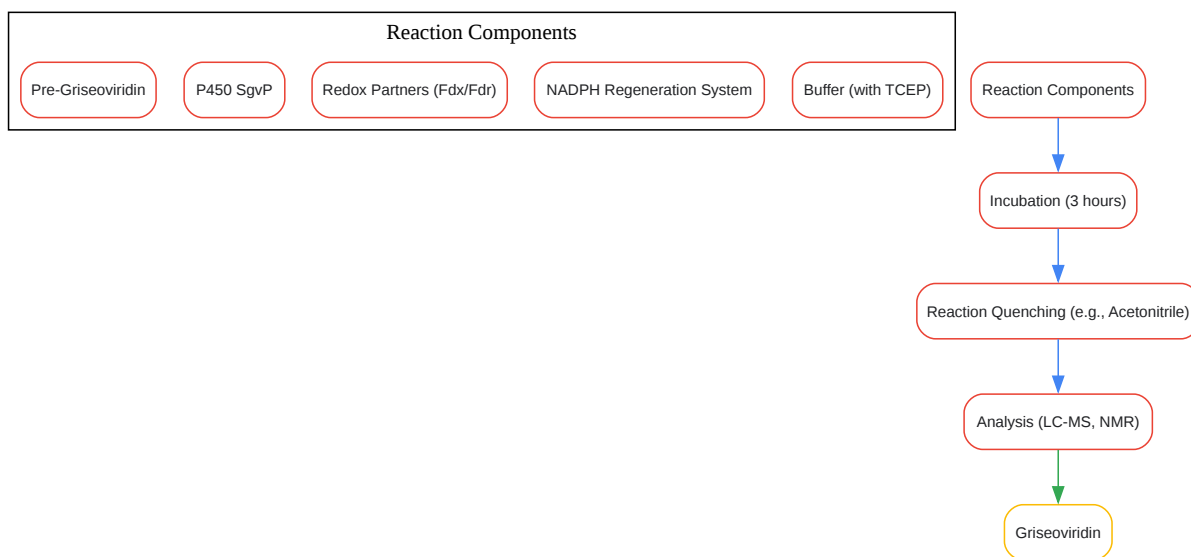 Reaction Components
Pre-Griseoviridin
P450 SgvP
Redox Partners (Fdx/Fdr)
NADPH Regeneration System
Buffer (with TCEP)
Reaction Components
Incubation (3 hours)
Reaction Quenching (e.g., Acetonitrile)
Analysis (LC-MS, NMR)
Griseoviridin